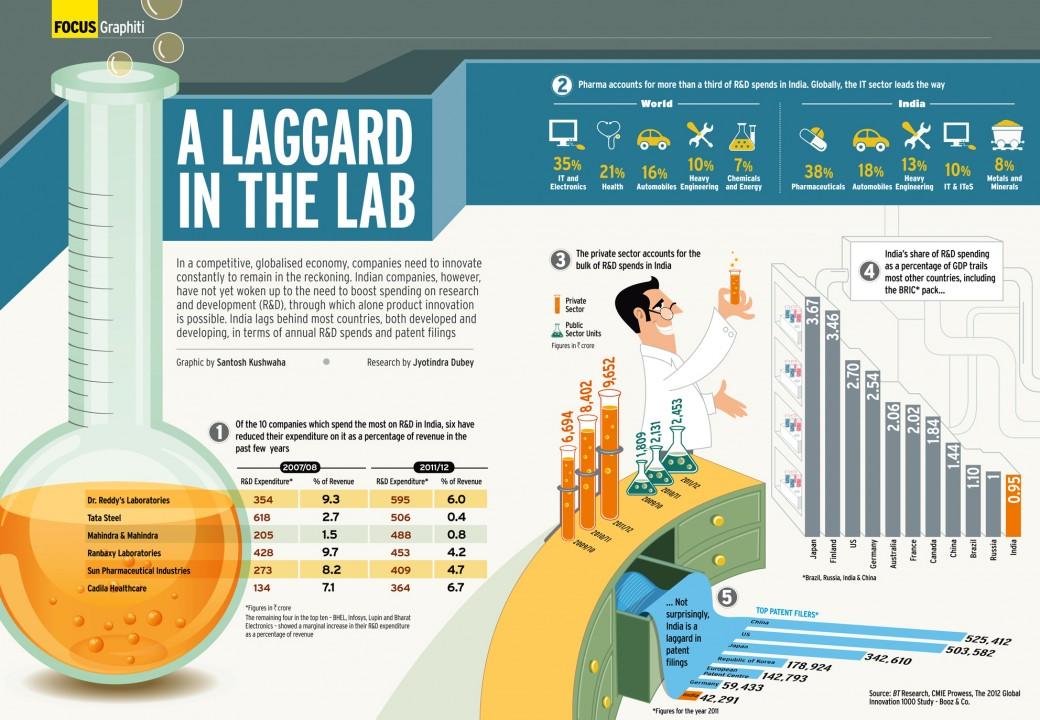 FOCUS Graphiti
A LAGGARD
IN THE LAB
In a competitive, globalised economy, companies need to innovate
constantly to remain in the reckoning. Indian companies, however,
have not yet woken up to the need to boost spending on research
and development (R&D), through which alone product innovation
is possible. India lags behind most countries, both developed and
developing, in terms of annual R&D spends and patent filings
Graphic by Santosh Kushwaha
Research by Jyotindra Dubey
1
Of the 10 companies which spend the most on R&D in India, six have
reduced their expenditure on it as a percentage of revenue in the
past few years
2007/08 2011/12
R&D Expenditure* % of Revenue R&D Expenditure* % of Revenue
Dr. Reddy's Laboratories 354 9.3 595 6.0
Tata Steel 618 2.7 506 0.4
Mahindra & Mahindra 205 1.5 488 0.8
Ranbaxy Laboratories 428 9.7 453 4.2
Sun Pharmaceutical Industries 273 8.2 409 4.7
Cadila Healthcare 134 7.1 364 6.7
*Figures in ₹ crore
The remaining four in the top ten – BHEL, Infosys, Lupin and Bharat
Electronics – showed a marginal increase in their R&D expenditure
as a percentage of revenue
2
Pharma accounts for more than a third of R&D spends in India. Globally, the IT sector leads the way
World
35%
IT and
Electronics
21%
Health
16%
Automobiles
10%
Heavy
Engineering
7%
Chemicals
and Energy
India
38%
Pharmaceuticals
18%
Automobiles
13%
Heavy
Engineering
10%
IT & ITeS
8%
Metals and
Minerals
3
The private sector accounts for the
bulk of R&D spends in India
Private
Sector
Public
Sector Units
Figures in ₹ crore
6,694
8,402
9,652
1,809
2,131
2,453
2009/10
2010/11
2011/12
2009/10
2010/11
2011/12
4
India's share of R&D spending
as a percentage of GDP trails
most other countries, including
the BRIC* pack...
3.67
3.46
2.70
2.54
2.06
2.02
1.84
1.44
1.10
1
0.95
Japan
Finland
US
Germany
Australia
France
Canada
China
Brazil
Russia
India
*Brazil, Russia, India & China
5
... Not
surprisingly,
India is a
laggard in
patent
filings
TOP PATENT FILERS*
China 525,412
US 503,582
Japan 342,610
Republic of Korea 178,924
European
Patent Centre 142,793
Germany 59,433
India 42,291
*Figures for the year 2011
Source: BT Research, CMIE Prowess, The 2012 Global
Innovation 1000 Study - Booz & Co.